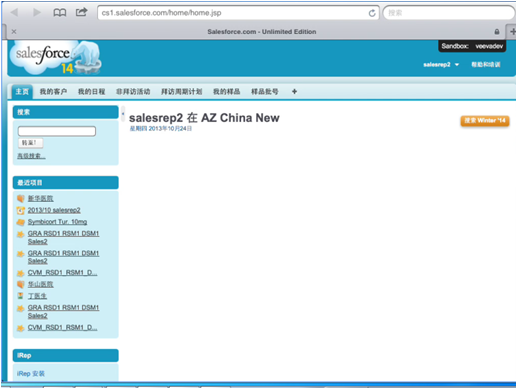 cs1.salesforce.com/home/home.jsp
搜索
Salesforce.com - Unlimited Edition
salesforce
14
Sandbox: veevadev
salesrep2
帮助和培训
主页 我的客户 我的日程 非拜访活动 拜访周期计划 我的样品 样品批号
搜索
转至!
高级搜索...
salesrep2 在 AZ China New
星期四 2013年10月24日
搜索 Winter '14
最近项目
新华医院
2013/10 salesrep2
Symbicort Tur. 10mg
GRA RSD1 RSM1 DSM1
Sales2
GRA RSD1 RSM1 DSM1
Sales2
CVM_RSD1_RSM1_D...
华山医院
丁医生
GRA RSD1 RSM1 DSM1
Sales2
CVM_RSD1_RSM1_D...
iRep
iRep 安装